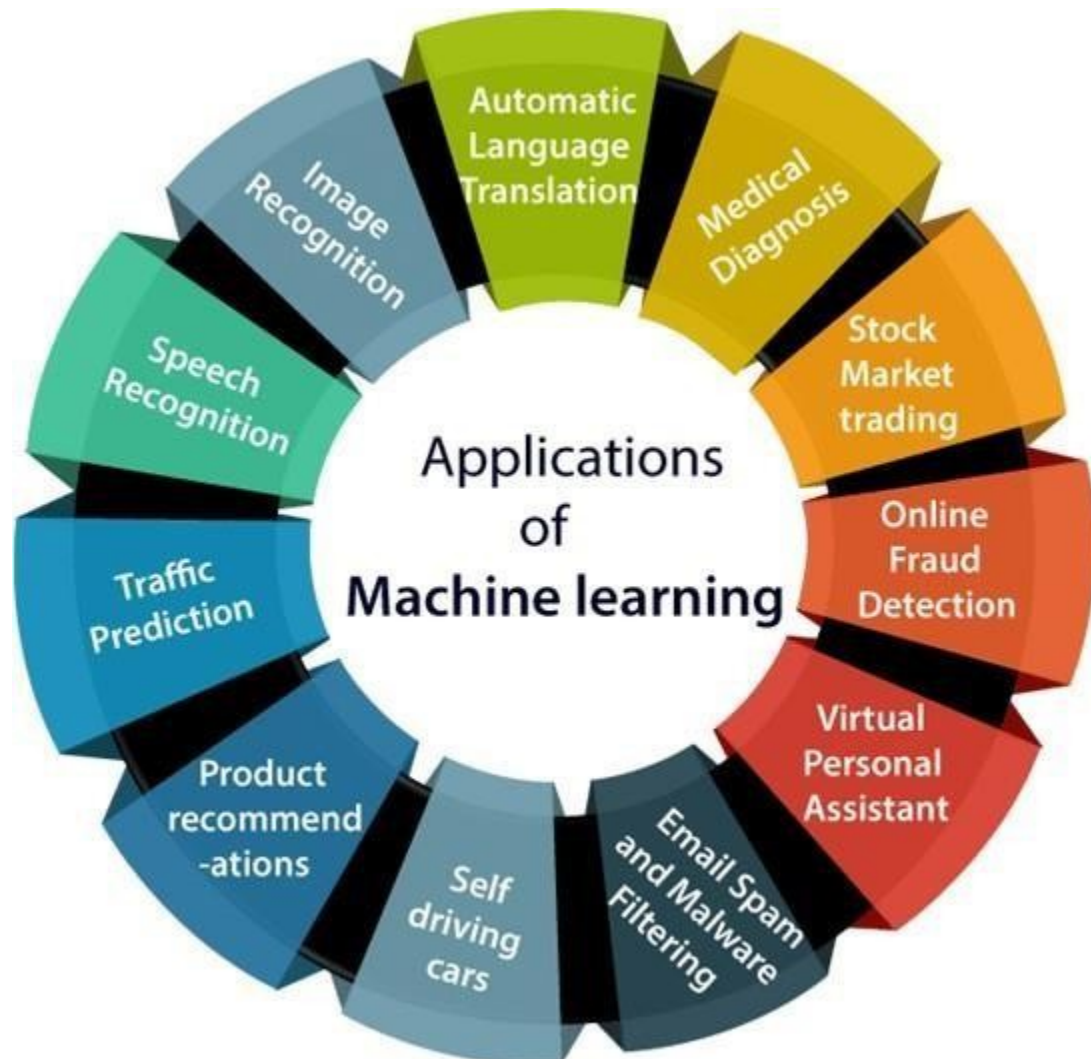 Applications
of
Machine learning
Automatic
Language
Translation
Medical
Diagnosis
Stock
Market
trading
Online
Fraud
Detection
Virtual
Personal
Assistant
Email Spam
and Malware
Filtering
Self
driving
cars
Product
recommend
-ations
Traffic
Prediction
Speech
Recognition
Image
Recognition